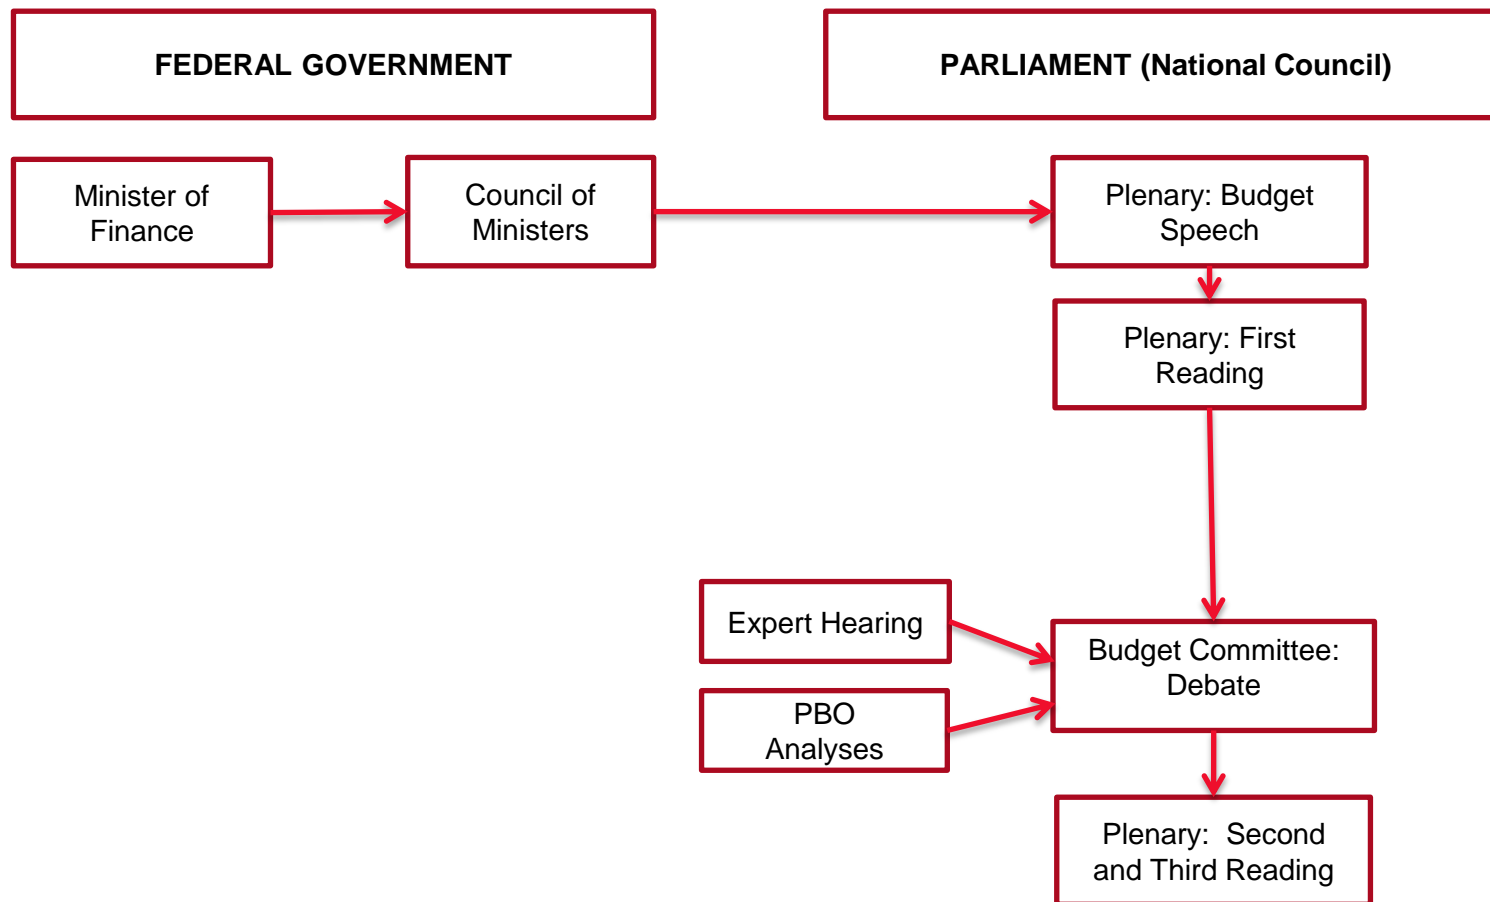 FEDERAL GOVERNMENT
PARLIAMENT (National Council)
Minister of
Finance
Council of
Ministers
Plenary: Budget
Speech
Plenary: First
Reading
Expert Hearing
Budget Committee:
Debate
PBO
Analyses
Plenary:  Second
and Third Reading